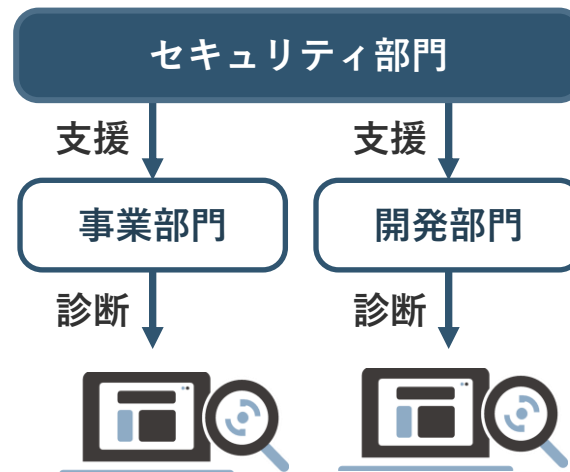 セキュリティ部門
支援 支援
事業部門 開発部門
診断 診断